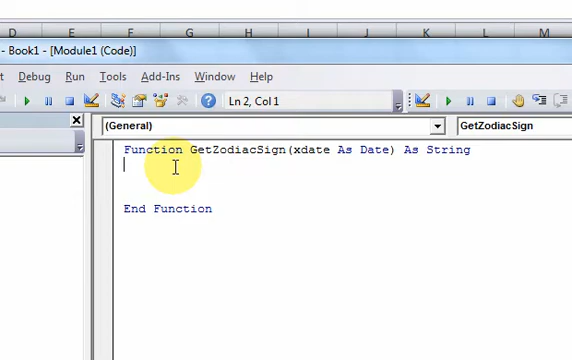 D E F G H I J K L M
- Book1 - [Module1 (Code)]
Debug Run Tools Add-Ins Window Help
Ln 2, Col 1
(General) GetZodiacSign
Function GetZodiacSign(xdate As Date) As String
End Function